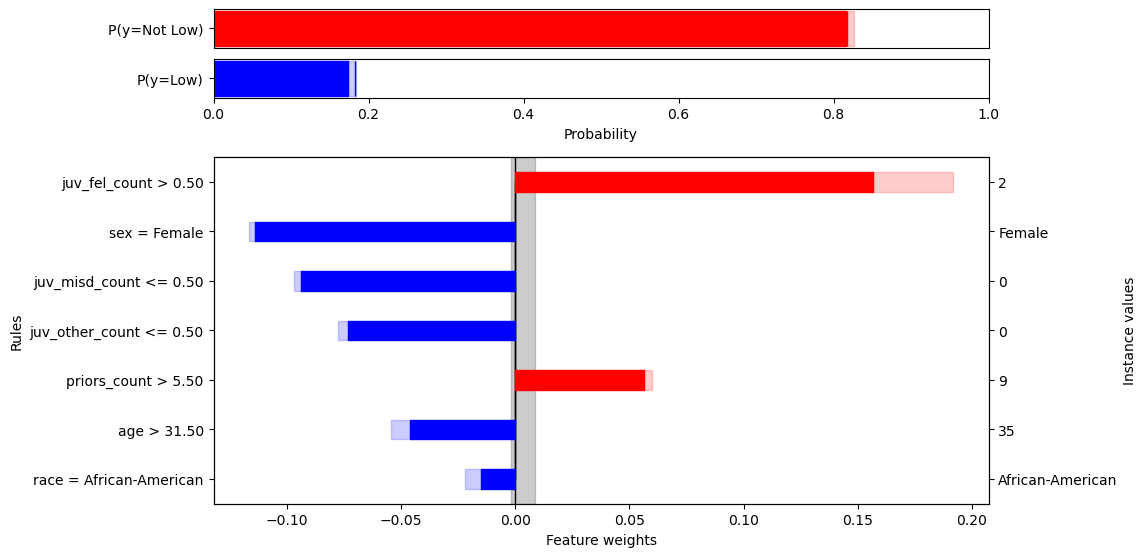 P(y=Not Low)
P(y=Low)
0.0 0.2 0.4 0.6 0.8 1.0
Probability
Rules
juv_fel_count > 0.50 2
sex = Female Female
juv_misd_count <= 0.50 0
juv_other_count <= 0.50 0
priors_count > 5.50 9
age > 31.50 35
race = African-American African-American
Instance values
−0.10 −0.05 0.00 0.05 0.10 0.15 0.20
Feature weights